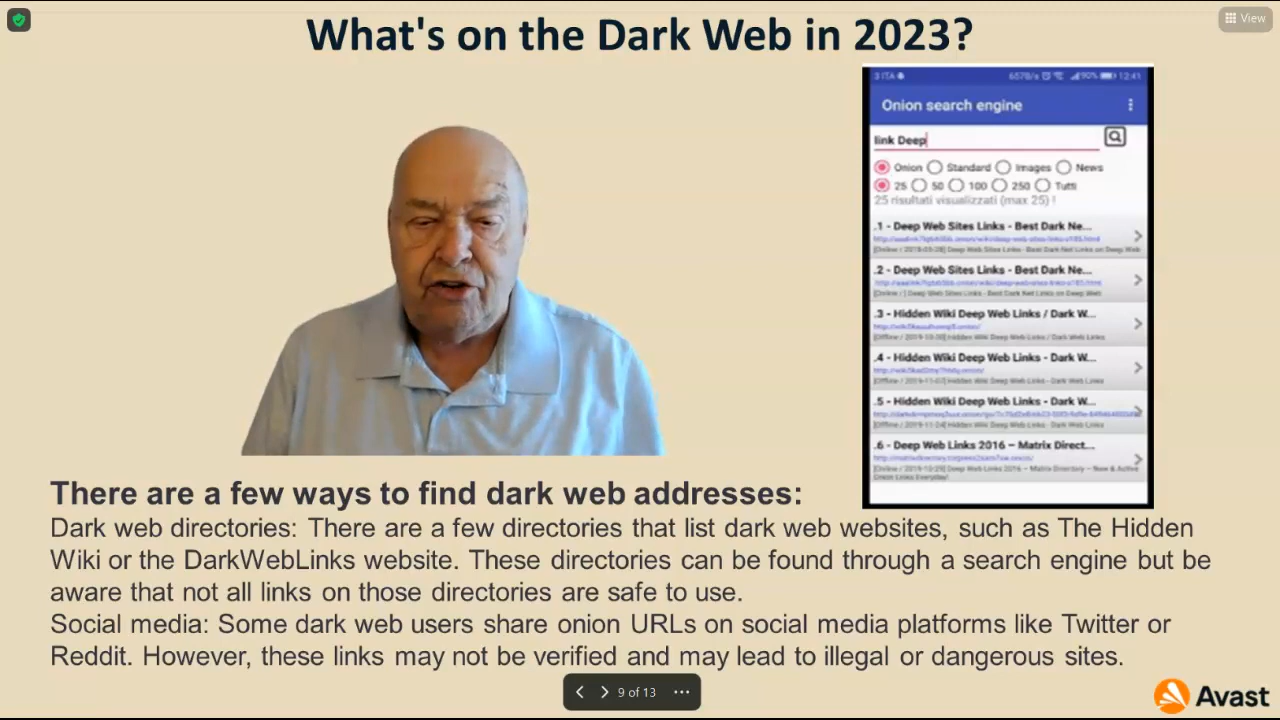 What's on the Dark Web in 2023?
View
12:41
Onion search engine
link Deep
Onion Standard Images News
25 50 100 250 Tutti
25 risultati visualizzati (max 25) !
.1 - Deep Web Sites Links - Best Dark Ne...
.2 - Deep Web Sites Links - Best Dark Ne...
.3 - Hidden Wiki Deep Web Links / Dark W...
.4 - Hidden Wiki Deep Web Links - Dark W...
.5 - Hidden Wiki Deep Web Links - Dark W...
.6 - Deep Web Links 2016 – Matrix Direct...
There are a few ways to find dark web addresses:
Dark web directories: There are a few directories that list dark web websites, such as The Hidden
Wiki or the DarkWebLinks website. These directories can be found through a search engine but be
aware that not all links on those directories are safe to use.
Social media: Some dark web users share onion URLs on social media platforms like Twitter or
Reddit. However, these links may not be verified and may lead to illegal or dangerous sites.
9 of 13
Avast